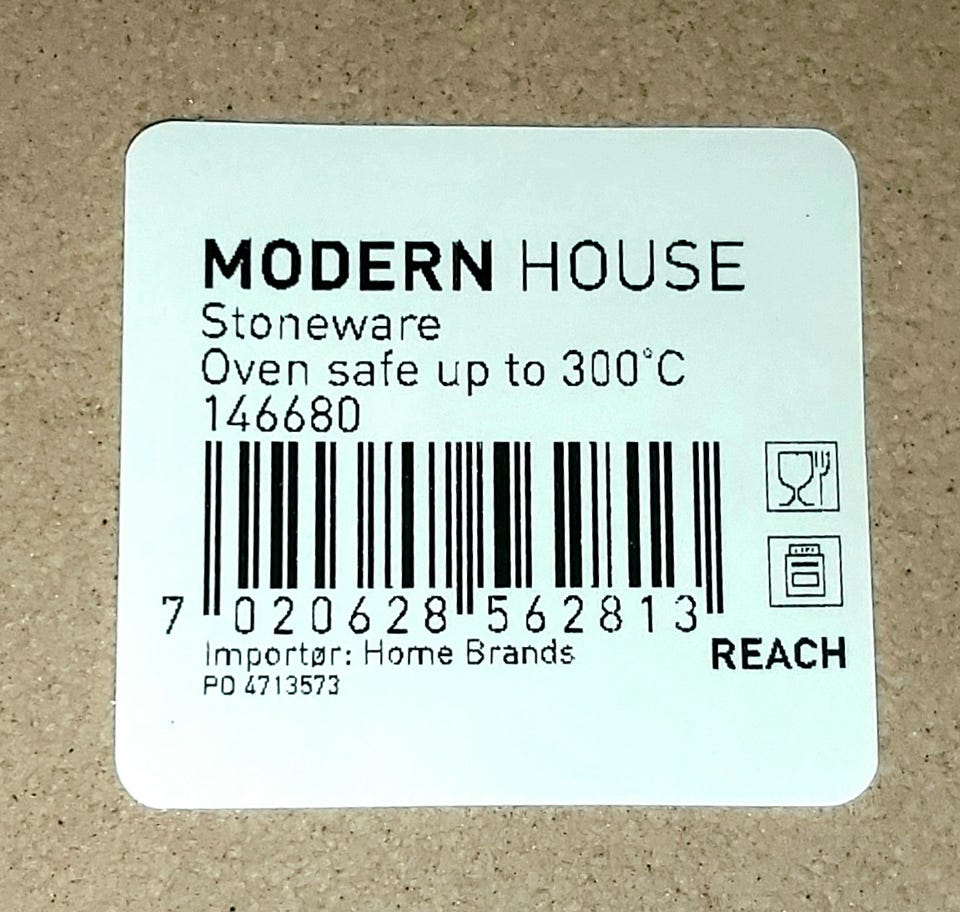 MODERN HOUSE
Stoneware
Oven safe up to 300°C
146680
7 020628 562813
Importør: Home Brands
PO 4713573
REACH